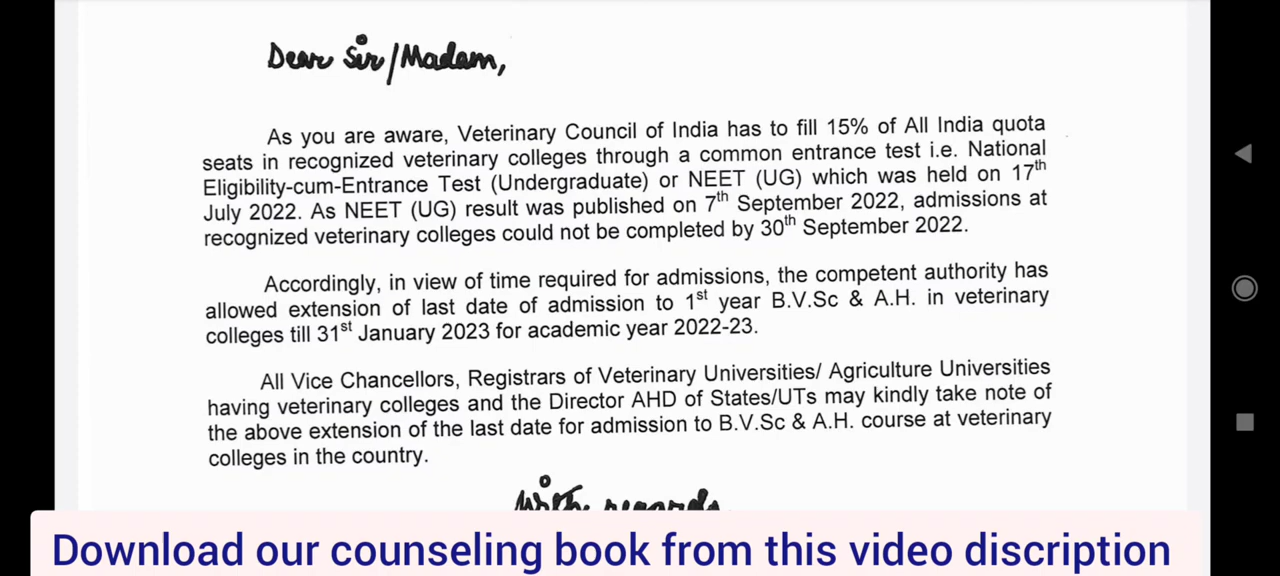 Dear Sir/Madam,
As you are aware, Veterinary Council of India has to fill 15% of All India quota
seats in recognized veterinary colleges through a common entrance test i.e. National
Eligibility-cum-Entrance Test (Undergraduate) or NEET (UG) which was held on 17th
July 2022. As NEET (UG) result was published on 7th September 2022, admissions at
recognized veterinary colleges could not be completed by 30th September 2022.
Accordingly, in view of time required for admissions, the competent authority has
allowed extension of last date of admission to 1st year B.V.Sc & A.H. in veterinary
colleges till 31st January 2023 for academic year 2022-23.
All Vice Chancellors, Registrars of Veterinary Universities/ Agriculture Universities
having veterinary colleges and the Director AHD of States/UTs may kindly take note of
the above extension of the last date for admission to B.V.Sc & A.H. course at veterinary
colleges in the country.
With regards
Download our counseling book from this video discription